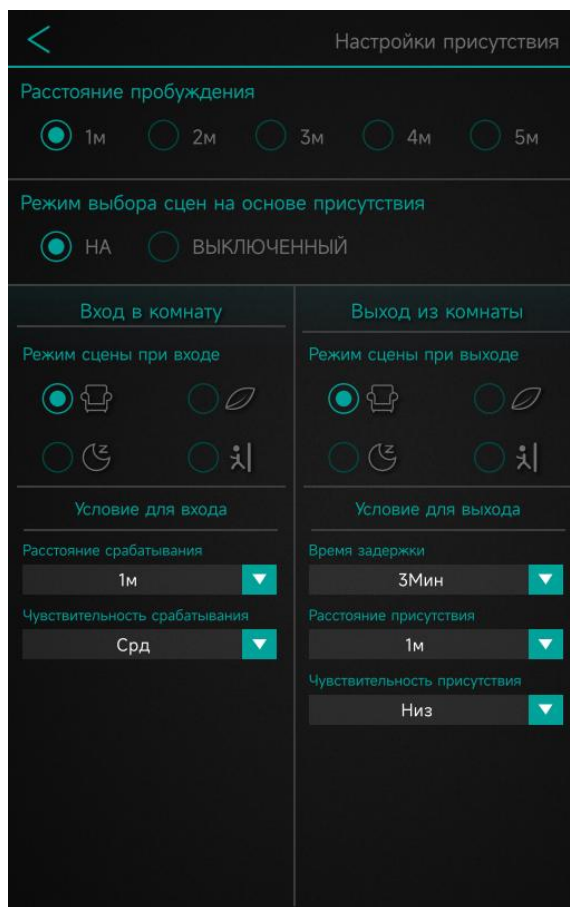 Настройки присутствия
Расстояние пробуждения
1м 2м 3м 4м 5м
Режим выбора сцен на основе присутствия
НА ВЫКЛЮЧЕННЫЙ
Вход в комнату
Режим сцены при входе
Условие для входа
Расстояние срабатывания
1м
Чувствительность срабатывания
Срд
Выход из комнаты
Режим сцены при выходе
Условие для выхода
Время задержки
3Мин
Расстояние присутствия
1м
Чувствительность присутствия
Низ